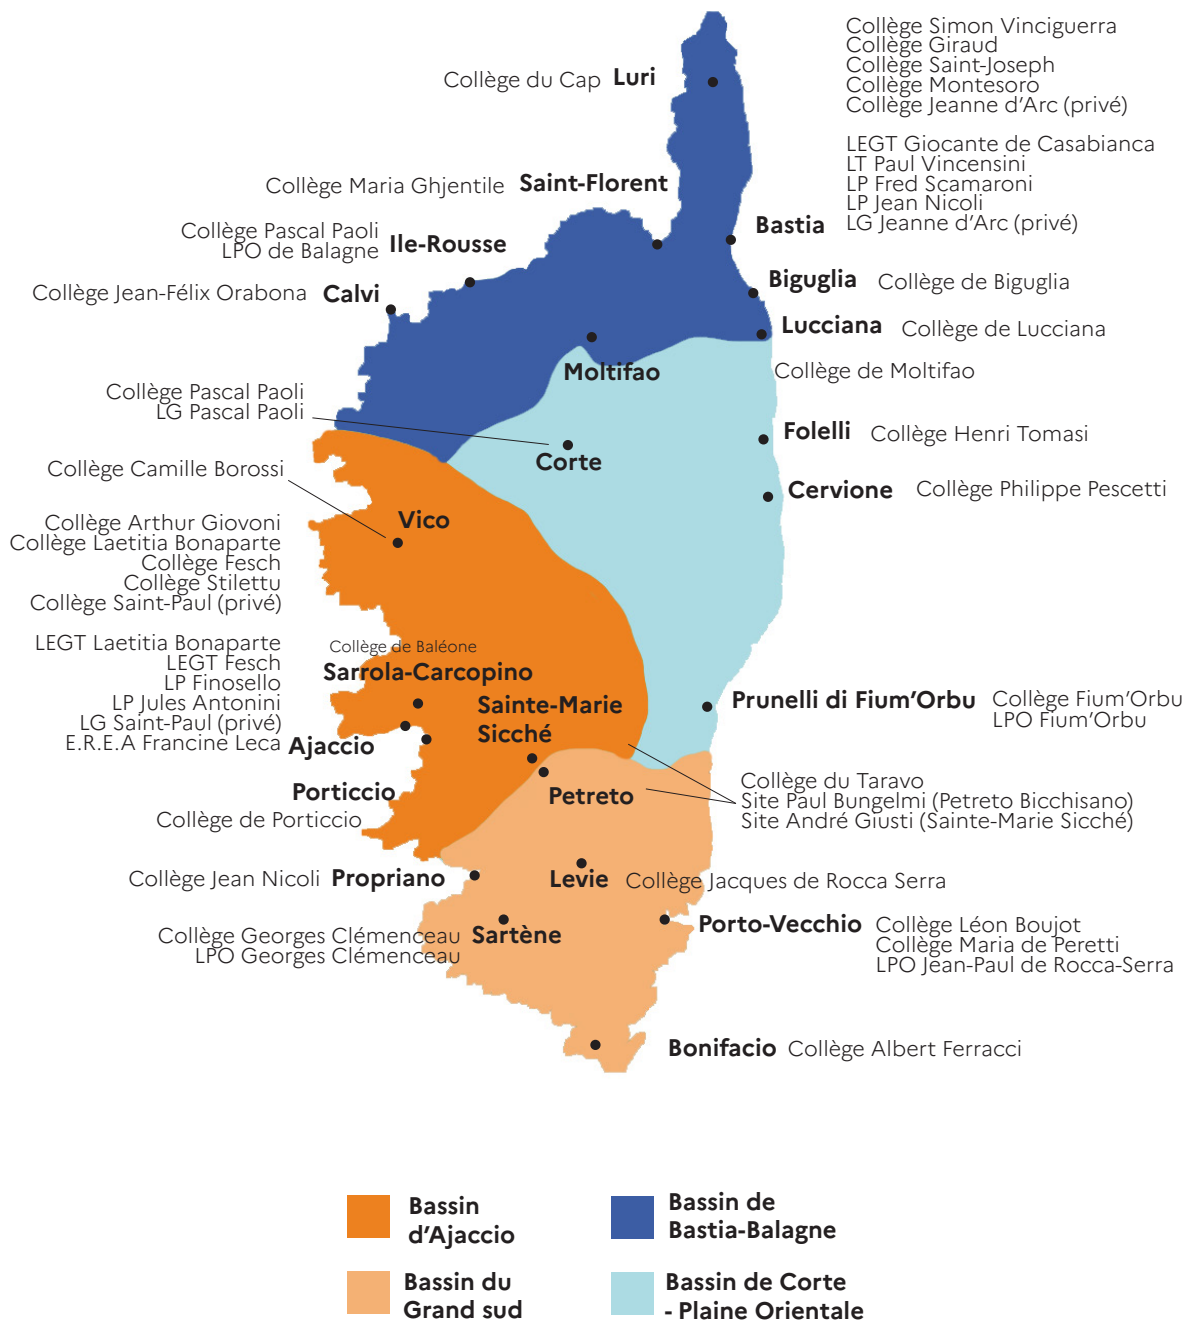 Collège Simon Vinciguerra
Collège Giraud
Collège Saint-Joseph
Collège Montesoro
Collège Jeanne d'Arc (privé)
LEGT Giocante de Casabianca
LT Paul Vincensini
LP Fred Scamaroni
LP Jean Nicoli
LG Jeanne d'Arc (privé)
Bastia
Collège du Cap Luri
Collège Maria Ghjentile Saint-Florent
Collège Pascal Paoli
LPO de Balagne
Ile-Rousse
Collège Jean-Félix Orabona Calvi
Biguglia Collège de Biguglia
Lucciana Collège de Lucciana
Moltifao Collège de Moltifao
Collège Pascal Paoli
LG Pascal Paoli
Corte
Folelli Collège Henri Tomasi
Cervione Collège Philippe Pescetti
Collège Camille Borossi
Vico
Collège Arthur Giovoni
Collège Laetitia Bonaparte
Collège Fesch
Collège Stilettu
Collège Saint-Paul (privé)
LEGT Laetitia Bonaparte
LEGT Fesch
LP Finosello
LP Jules Antonini
LG Saint-Paul (privé)
E.R.E.A Francine Leca
Ajaccio
Collège de Baléone
Sarrola-Carcopino
Sainte-Marie
Sicché
Prunelli di Fium'Orbu
Collège Fium'Orbu
LPO Fium'Orbu
Porticcio
Collège de Porticcio
Petreto
Collège du Taravo
Site Paul Bungelmi (Petreto Bicchisano)
Site André Giusti (Sainte-Marie Sicché)
Collège Jean Nicoli Propriano
Levie Collège Jacques de Rocca Serra
Collège Georges Clémenceau
LPO Georges Clémenceau
Sartène
Porto-Vecchio
Collège Léon Boujot
Collège Maria de Peretti
LPO Jean-Paul de Rocca-Serra
Bonifacio Collège Albert Ferracci
Bassin
d'Ajaccio
Bassin de
Bastia-Balagne
Bassin du
Grand sud
Bassin de Corte
- Plaine Orientale